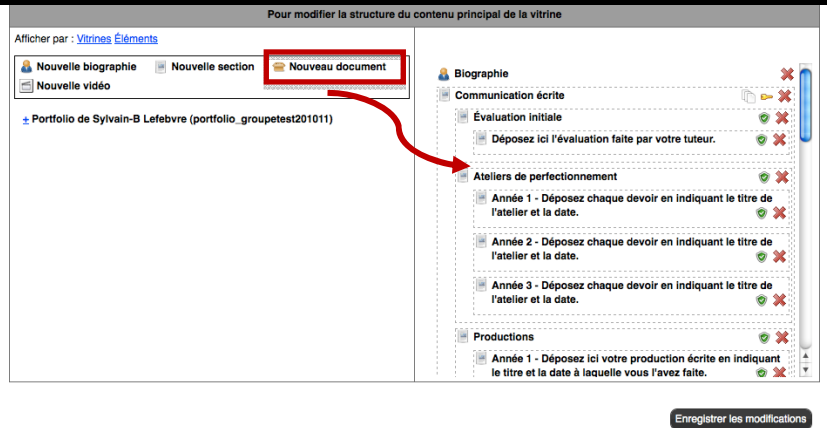 Pour modifier la structure du contenu principal de la vitrine
Afficher par : Vitrines Éléments
Nouvelle biographie Nouvelle section Nouveau document
Nouvelle vidéo
+ Portfolio de Sylvain-B Lefebvre (portfolio_groupetest201011)
Biographie
Communication écrite
Évaluation initiale
Déposez ici l'évaluation faite par votre tuteur.
Ateliers de perfectionnement
Année 1 - Déposez chaque devoir en indiquant le titre de
l'atelier et la date.
Année 2 - Déposez chaque devoir en indiquant le titre de
l'atelier et la date.
Année 3 - Déposez chaque devoir en indiquant le titre de
l'atelier et la date.
Productions
Année 1 - Déposez ici votre production écrite en indiquant
le titre et la date à laquelle vous l'avez faite.
Enregistrer les modifications